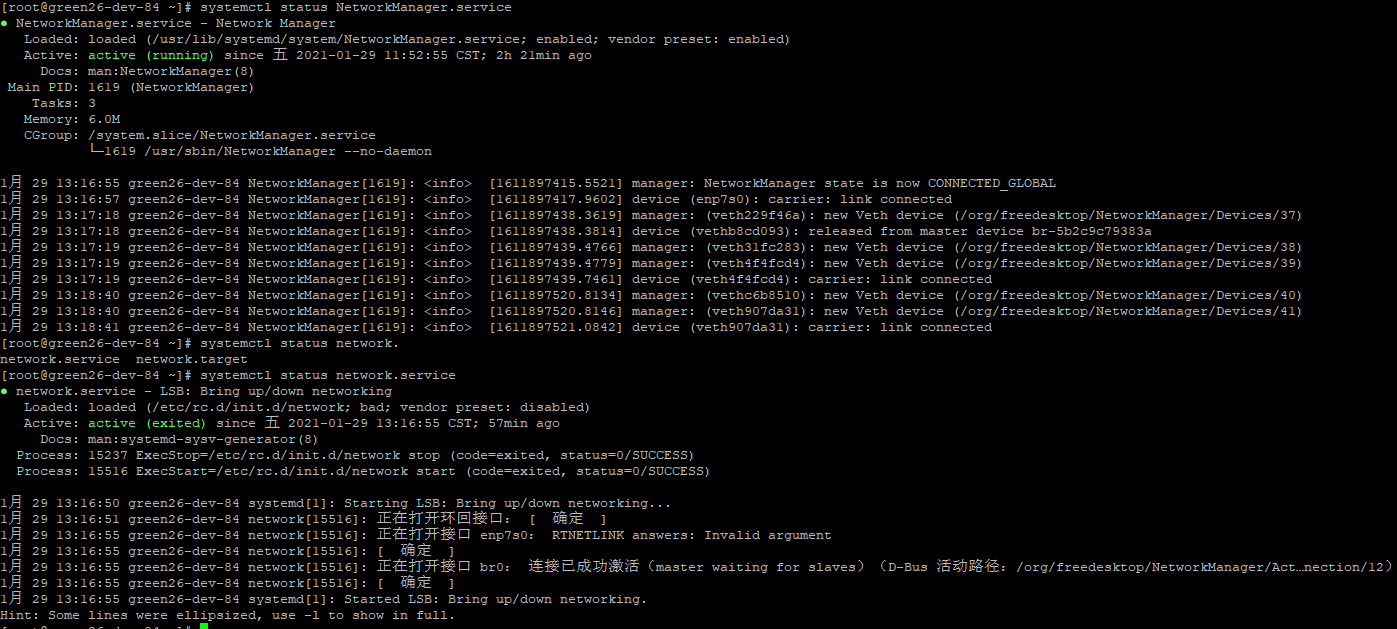 [root@green26-dev-84 ~]# systemctl status NetworkManager.service
● NetworkManager.service - Network Manager
   Loaded: loaded (/usr/lib/systemd/system/NetworkManager.service; enabled; vendor preset: enabled)
   Active: active (running) since 五 2021-01-29 11:52:55 CST; 2h 21min ago
     Docs: man:NetworkManager(8)
 Main PID: 1619 (NetworkManager)
    Tasks: 3
   Memory: 6.0M
   CGroup: /system.slice/NetworkManager.service
           └─1619 /usr/sbin/NetworkManager --no-daemon
1月 29 13:16:55 green26-dev-84 NetworkManager[1619]: <info>  [1611897415.5521] manager: NetworkManager state is now CONNECTED_GLOBAL
1月 29 13:16:57 green26-dev-84 NetworkManager[1619]: <info>  [1611897417.9602] device (enp7s0): carrier: link connected
1月 29 13:17:18 green26-dev-84 NetworkManager[1619]: <info>  [1611897438.3619] manager: (veth229f46a): new Veth device (/org/freedesktop/NetworkManager/Devices/37)
1月 29 13:17:18 green26-dev-84 NetworkManager[1619]: <info>  [1611897438.3814] device (vethb8cd093): released from master device br-5b2c9c79383a
1月 29 13:17:19 green26-dev-84 NetworkManager[1619]: <info>  [1611897439.4766] manager: (veth31fc283): new Veth device (/org/freedesktop/NetworkManager/Devices/38)
1月 29 13:17:19 green26-dev-84 NetworkManager[1619]: <info>  [1611897439.4779] manager: (veth4f4fcd4): new Veth device (/org/freedesktop/NetworkManager/Devices/39)
1月 29 13:17:19 green26-dev-84 NetworkManager[1619]: <info>  [1611897439.7461] device (veth4f4fcd4): carrier: link connected
1月 29 13:18:40 green26-dev-84 NetworkManager[1619]: <info>  [1611897520.8134] manager: (vethc6b8510): new Veth device (/org/freedesktop/NetworkManager/Devices/40)
1月 29 13:18:40 green26-dev-84 NetworkManager[1619]: <info>  [1611897520.8146] manager: (veth907da31): new Veth device (/org/freedesktop/NetworkManager/Devices/41)
1月 29 13:18:41 green26-dev-84 NetworkManager[1619]: <info>  [1611897521.0842] device (veth907da31): carrier: link connected
[root@green26-dev-84 ~]# systemctl status network.
network.service  network.target
[root@green26-dev-84 ~]# systemctl status network.service
● network.service - LSB: Bring up/down networking
   Loaded: loaded (/etc/rc.d/init.d/network; bad; vendor preset: disabled)
   Active: active (exited) since 五 2021-01-29 13:16:55 CST; 57min ago
     Docs: man:systemd-sysv-generator(8)
  Process: 15237 ExecStop=/etc/rc.d/init.d/network stop (code=exited, status=0/SUCCESS)
  Process: 15516 ExecStart=/etc/rc.d/init.d/network start (code=exited, status=0/SUCCESS)
1月 29 13:16:50 green26-dev-84 systemd[1]: Starting LSB: Bring up/down networking...
1月 29 13:16:51 green26-dev-84 network[15516]: 正在打开环回接口： [  确定  ]
1月 29 13:16:55 green26-dev-84 network[15516]: 正在打开接口 enp7s0： RTNETLINK answers: Invalid argument
1月 29 13:16:55 green26-dev-84 network[15516]: [  确定  ]
1月 29 13:16:55 green26-dev-84 network[15516]: 正在打开接口 br0： 连接已成功激活（master waiting for slaves）（D-Bus 活动路径：/org/freedesktop/NetworkManager/Act…nection/12）
1月 29 13:16:55 green26-dev-84 network[15516]: [  确定  ]
1月 29 13:16:55 green26-dev-84 systemd[1]: Started LSB: Bring up/down networking.
Hint: Some lines were ellipsized, use -l to show in full.
[root@green26-dev-84 ~]#